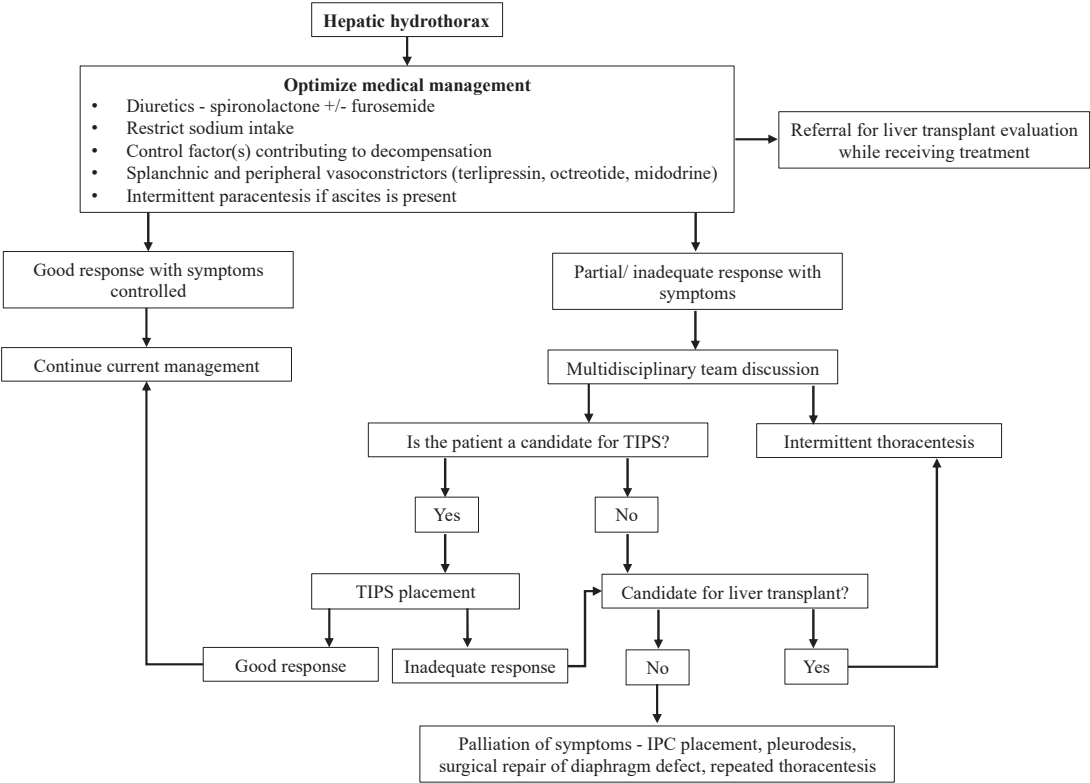 Hepatic hydrothorax
Optimize medical management
• Diuretics - spironolactone +/- furosemide
• Restrict sodium intake
• Control factor(s) contributing to decompensation
• Splanchnic and peripheral vasoconstrictors (terlipressin, octreotide, midodrine)
• Intermittent paracentesis if ascites is present
Referral for liver transplant evaluation
while receiving treatment
Good response with symptoms
controlled
Partial/ inadequate response with
symptoms
Continue current management
Multidisciplinary team discussion
Is the patient a candidate for TIPS?
Intermittent thoracentesis
Yes
No
TIPS placement
Candidate for liver transplant?
Good response
Inadequate response
No
Yes
Palliation of symptoms - IPC placement, pleurodesis,
surgical repair of diaphragm defect, repeated thoracentesis